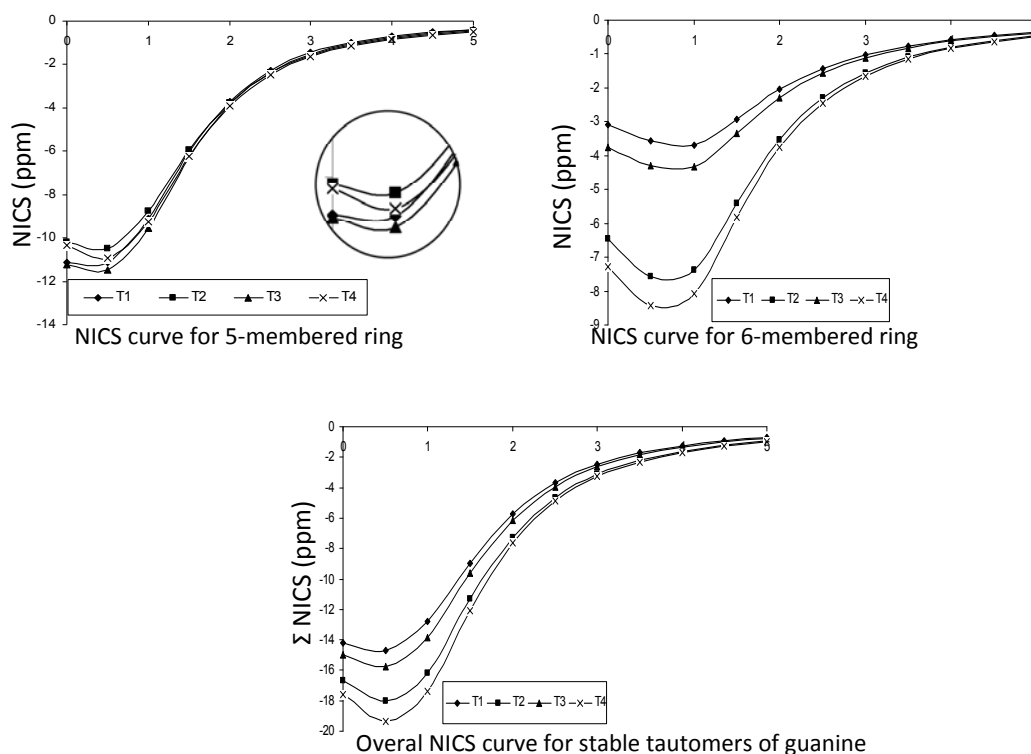 0 1 2 3 4 5
0
-2
-4
-6
-8
-10
-12
-14
NICS (ppm)
T1 T2 T3 T4
NICS curve for 5-membered ring
0 1 2 3 4 5
0
-1
-2
-3
-4
-5
-6
-7
-8
-9
NICS (ppm)
T1 T2 T3 T4
NICS curve for 6-membered ring
0 1 2 3 4 5
0
-2
-4
-6
-8
-10
-12
-14
-16
-18
-20
Σ NICS (ppm)
T1 T2 T3 T4
Overal NICS curve for stable tautomers of guanine